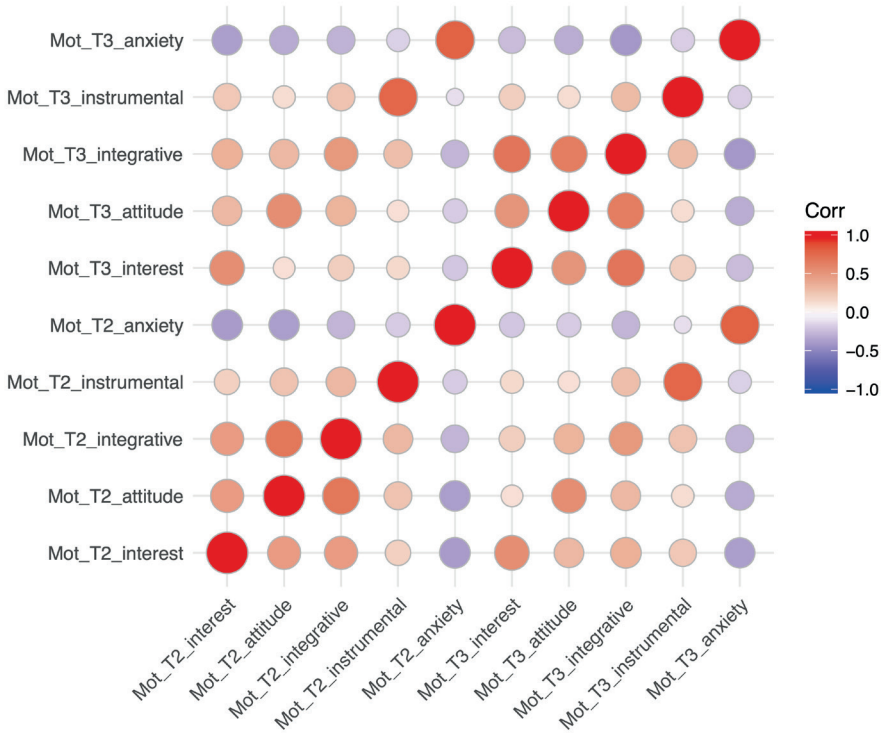 Mot_T3_anxiety
Mot_T3_instrumental
Mot_T3_integrative
Mot_T3_attitude
Mot_T3_interest
Mot_T2_anxiety
Mot_T2_instrumental
Mot_T2_integrative
Mot_T2_attitude
Mot_T2_interest
Mot_T2_interest
Mot_T2_attitude
Mot_T2_integrative
Mot_T2_instrumental
Mot_T2_anxiety
Mot_T3_interest
Mot_T3_attitude
Mot_T3_integrative
Mot_T3_instrumental
Mot_T3_anxiety
Corr
1.0
0.5
0.0
−0.5
−1.0